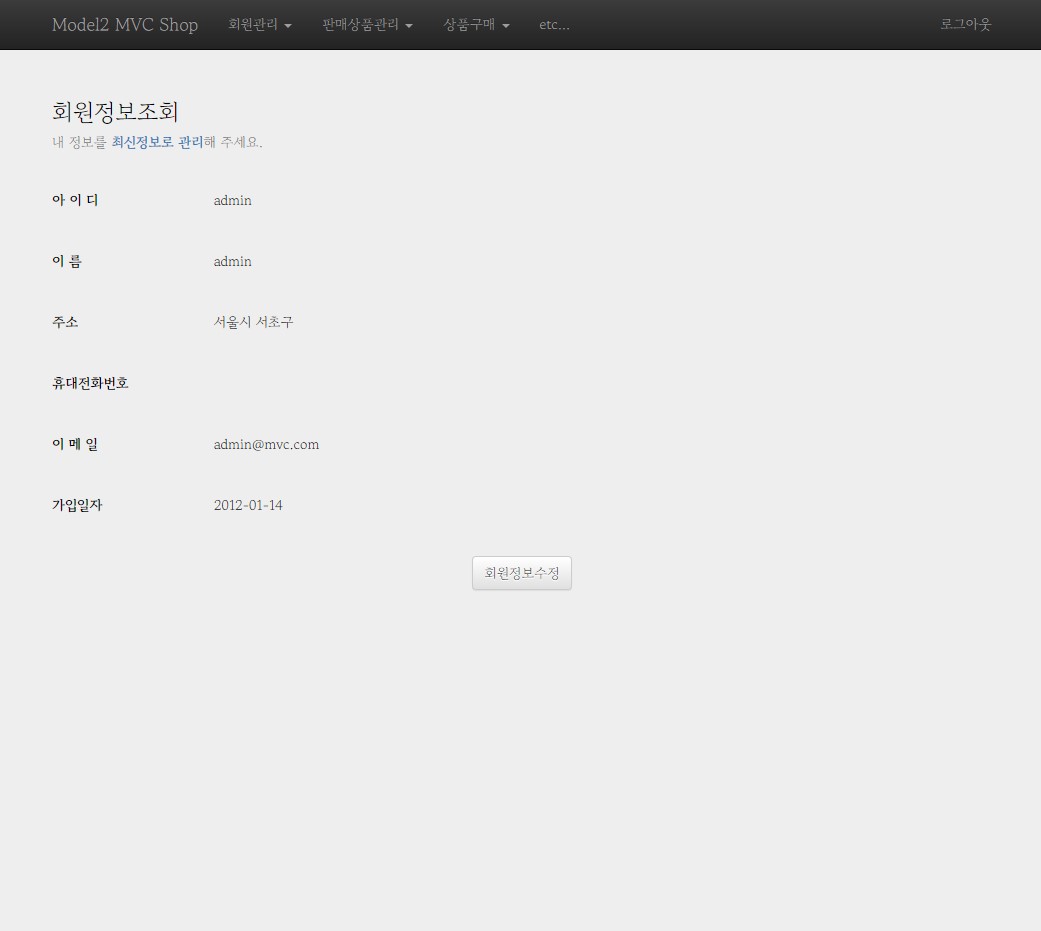 Model2 MVC Shop 회원관리 판매상품관리 상품구매 etc... 로그아웃
회원정보조회
내 정보를 최신정보로 관리해 주세요.
아 이 디 admin
이 름 admin
주소 서울시 서초구
휴대전화번호
이 메 일 admin@mvc.com
가입일자 2012-01-14
회원정보수정